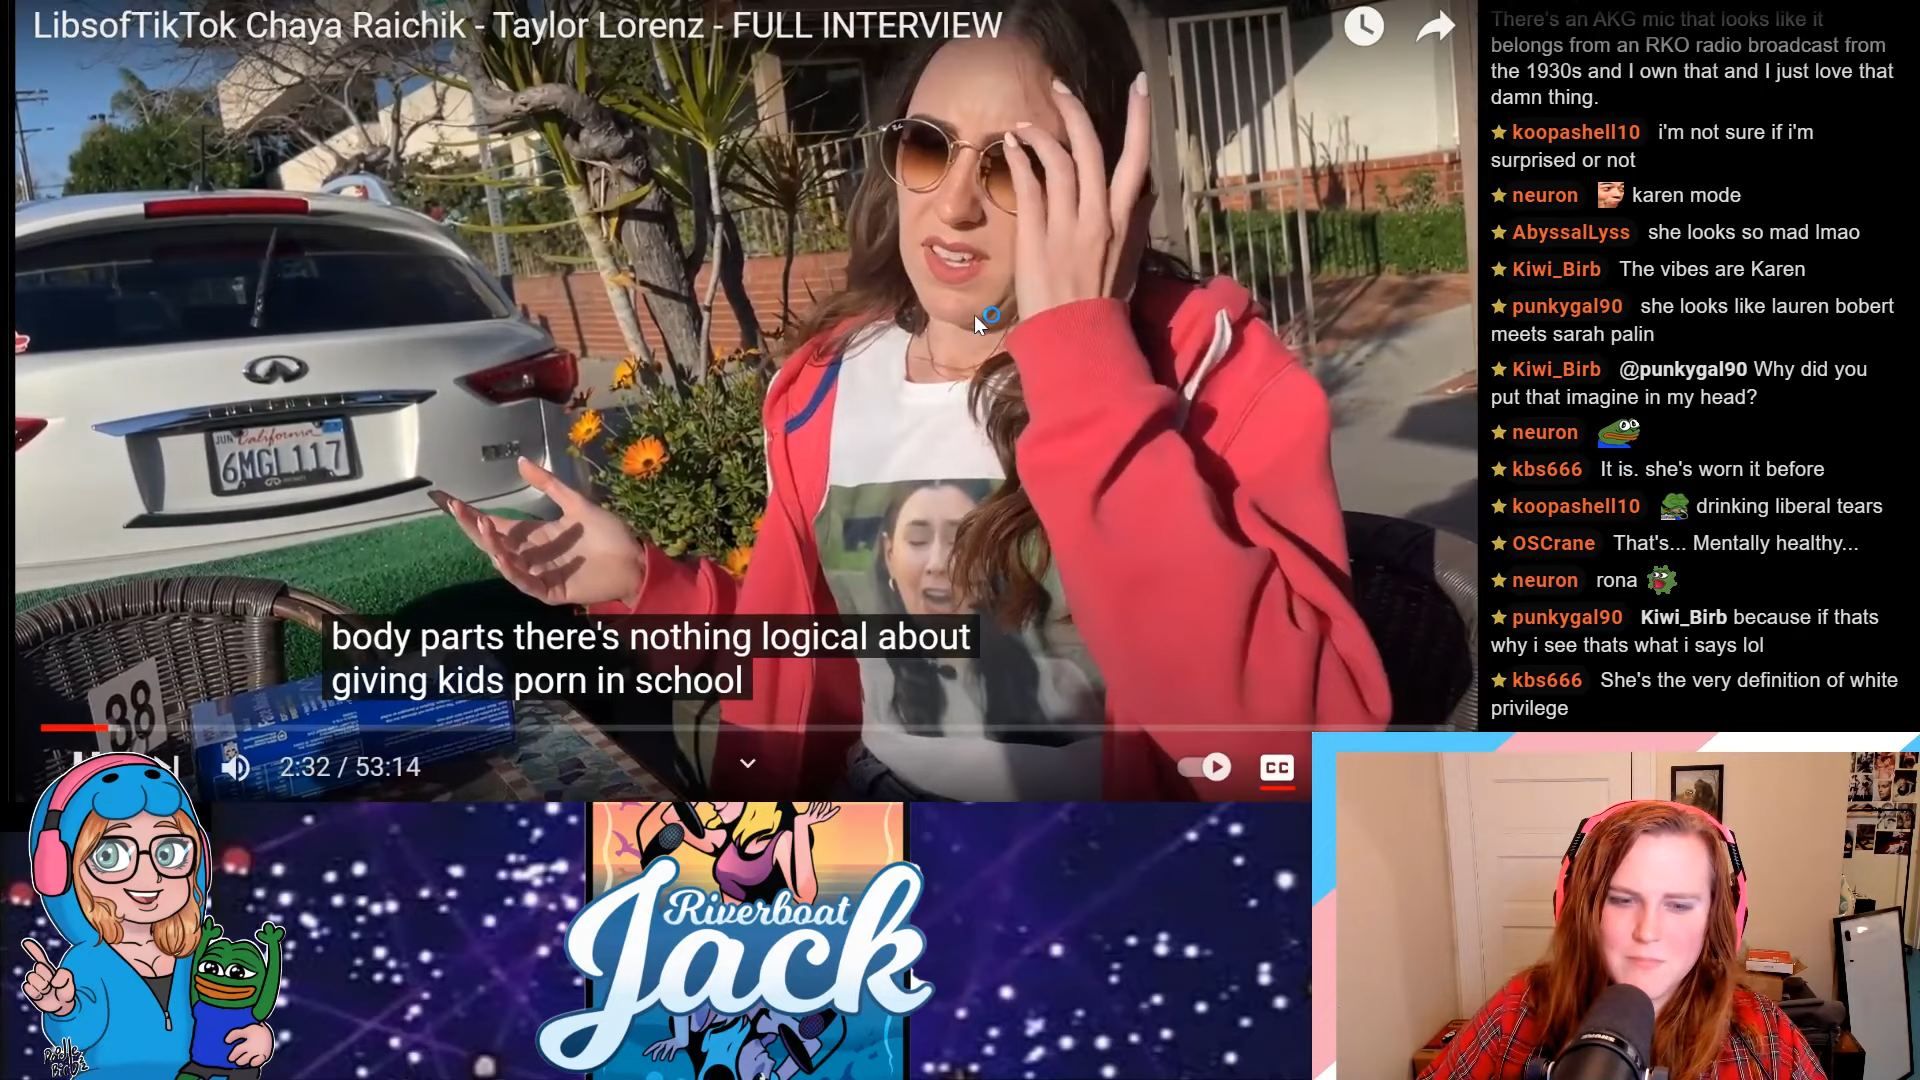 LibsofTikTok Chaya Raichik - Taylor Lorenz - FULL INTERVIEW
JUN California
6MGL117
38
body parts there's nothing logical about
giving kids porn in school
2:32 / 53:14
CC
There's an AKG mic that looks like it
belongs from an RKO radio broadcast from
the 1930s and I own that and I just love that
damn thing.
koopashell10 i'm not sure if i'm
surprised or not
neuron karen mode
AbyssalLyss she looks so mad lmao
Kiwi_Birb The vibes are Karen
punkygal90 she looks like lauren bobert
meets sarah palin
Kiwi_Birb @punkygal90 Why did you
put that imagine in my head?
neuron
kbs666 It is. she's worn it before
koopashell10 drinking liberal tears
OSCrane That's... Mentally healthy...
neuron rona
punkygal90 Kiwi_Birb because if thats
why i see thats what i says lol
kbs666 She's the very definition of white
privilege
Riverboat
Jack